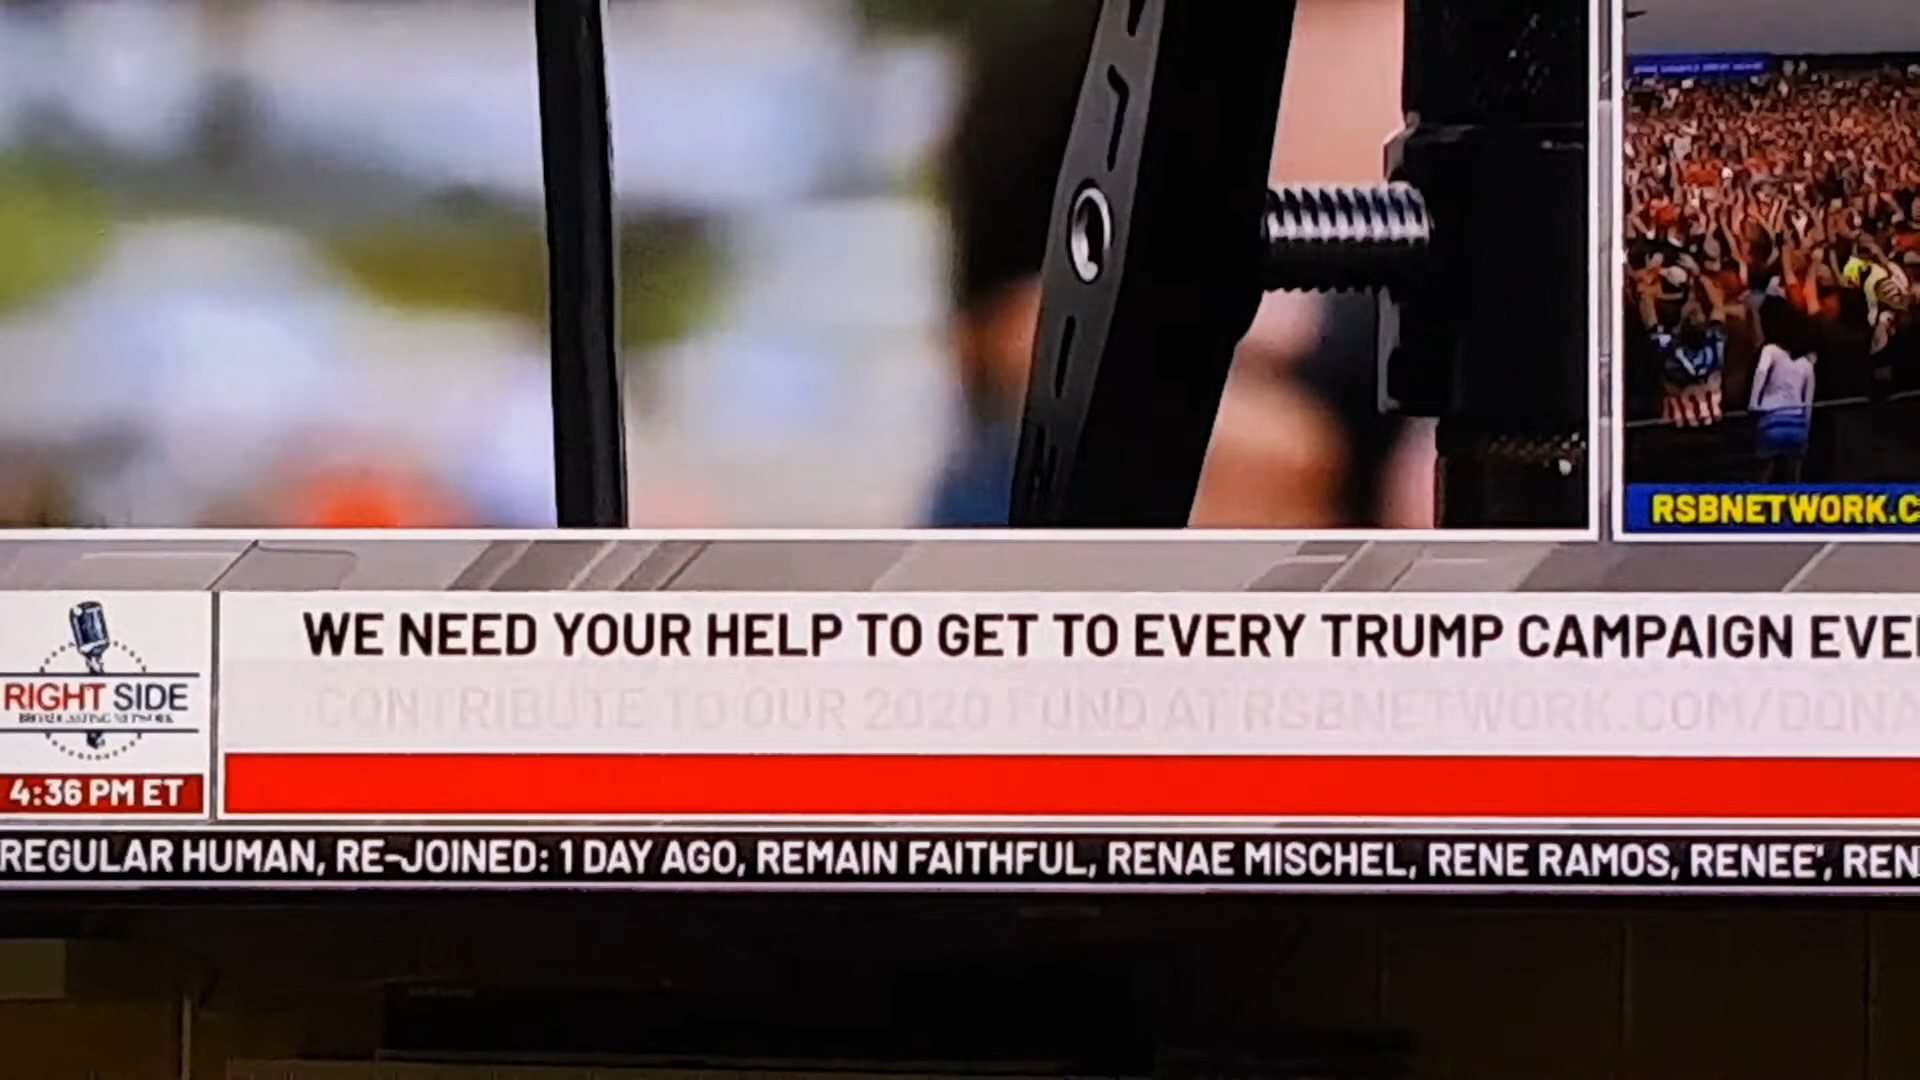 RSBNETWORK.C
WE NEED YOUR HELP TO GET TO EVERY TRUMP CAMPAIGN EVE
CONTRIBUTE TO OUR 2020 FUND AT RSBNETWORK.COM/DONA
RIGHT SIDE
BROADCASTING NETWORK
4:36 PM ET
REGULAR HUMAN, RE-JOINED: 1 DAY AGO, REMAIN FAITHFUL, RENAE MISCHEL, RENE RAMOS, RENEE', REN